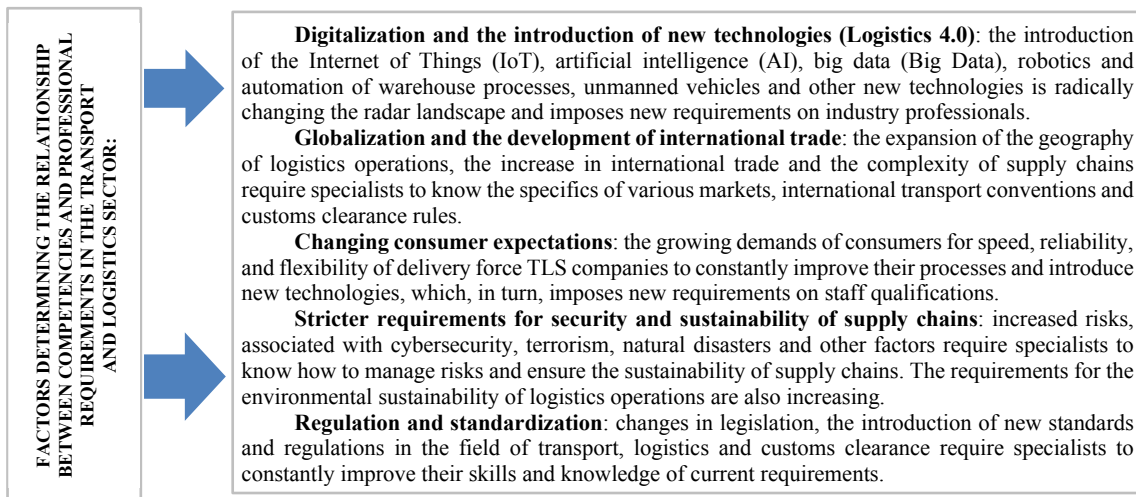 FACTORS DETERMINING THE RELATIONSHIP
BETWEEN COMPETENCIES AND PROFESSIONAL
REQUIREMENTS IN THE TRANSPORT
AND LOGISTICS SECTOR:
Digitalization and the introduction of new technologies (Logistics 4.0): the introduction
of the Internet of Things (IoT), artificial intelligence (AI), big data (Big Data), robotics and
automation of warehouse processes, unmanned vehicles and other new technologies is radically
changing the radar landscape and imposes new requirements on industry professionals.
Globalization and the development of international trade: the expansion of the geography
of logistics operations, the increase in international trade and the complexity of supply chains
require specialists to know the specifics of various markets, international transport conventions and
customs clearance rules.
Changing consumer expectations: the growing demands of consumers for speed, reliability,
and flexibility of delivery force TLS companies to constantly improve their processes and introduce
new technologies, which, in turn, imposes new requirements on staff qualifications.
Stricter requirements for security and sustainability of supply chains: increased risks,
associated with cybersecurity, terrorism, natural disasters and other factors require specialists to
know how to manage risks and ensure the sustainability of supply chains. The requirements for the
environmental sustainability of logistics operations are also increasing.
Regulation and standardization: changes in legislation, the introduction of new standards
and regulations in the field of transport, logistics and customs clearance require specialists to
constantly improve their skills and knowledge of current requirements.